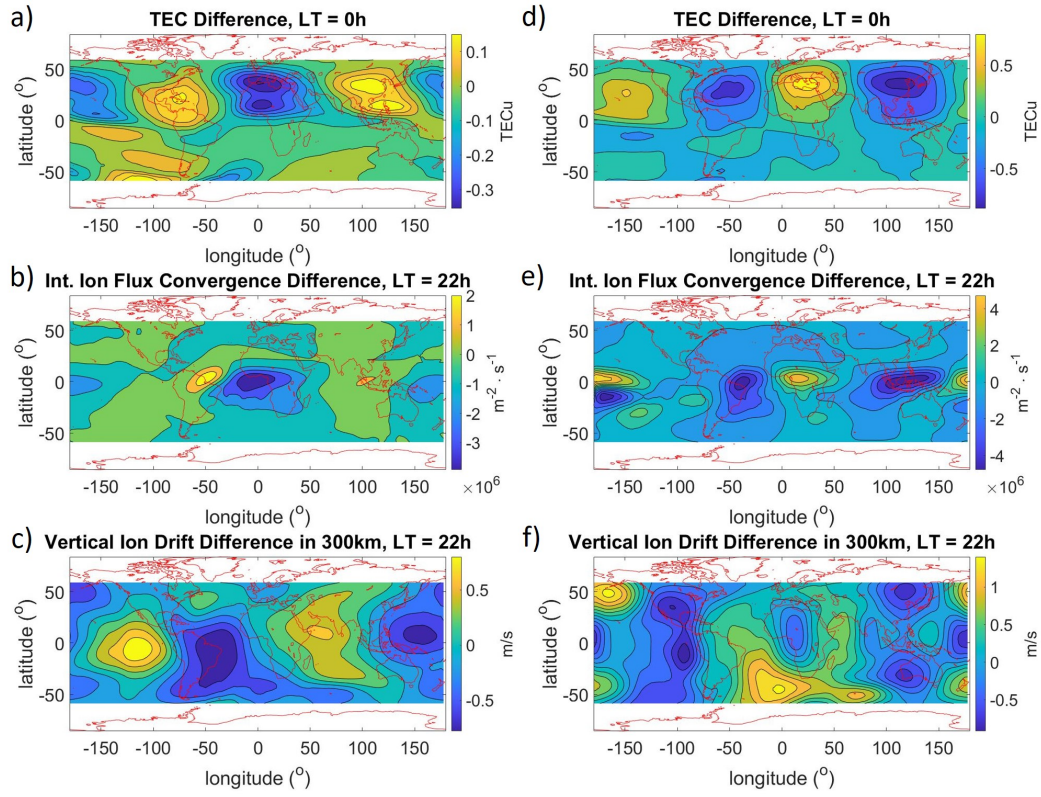 a)
TEC Difference, LT = 0h
latitude (°)
50
0
-50
-150 -100 -50 0 50 100 150
longitude (°)
0.1
0
-0.1
-0.2
-0.3
TECu
d)
TEC Difference, LT = 0h
latitude (°)
50
0
-50
-150 -100 -50 0 50 100 150
longitude (°)
0.5
0
-0.5
TECu
b) Int. Ion Flux Convergence Difference, LT = 22h
latitude (°)
50
0
-50
-150 -100 -50 0 50 100 150
longitude (°)
2
1
0
-1
-2
-3
×10⁶
m⁻² · s⁻¹
e) Int. Ion Flux Convergence Difference, LT = 22h
latitude (°)
50
0
-50
-150 -100 -50 0 50 100 150
longitude (°)
4
2
0
-2
-4
×10⁶
m⁻² · s⁻¹
c)
Vertical Ion Drift Difference in 300km, LT = 22h
latitude (°)
50
0
-50
-150 -100 -50 0 50 100 150
longitude (°)
0.5
0
-0.5
m/s
f)
Vertical Ion Drift Difference in 300km, LT = 22h
latitude (°)
50
0
-50
-150 -100 -50 0 50 100 150
longitude (°)
1
0.5
0
-0.5
m/s